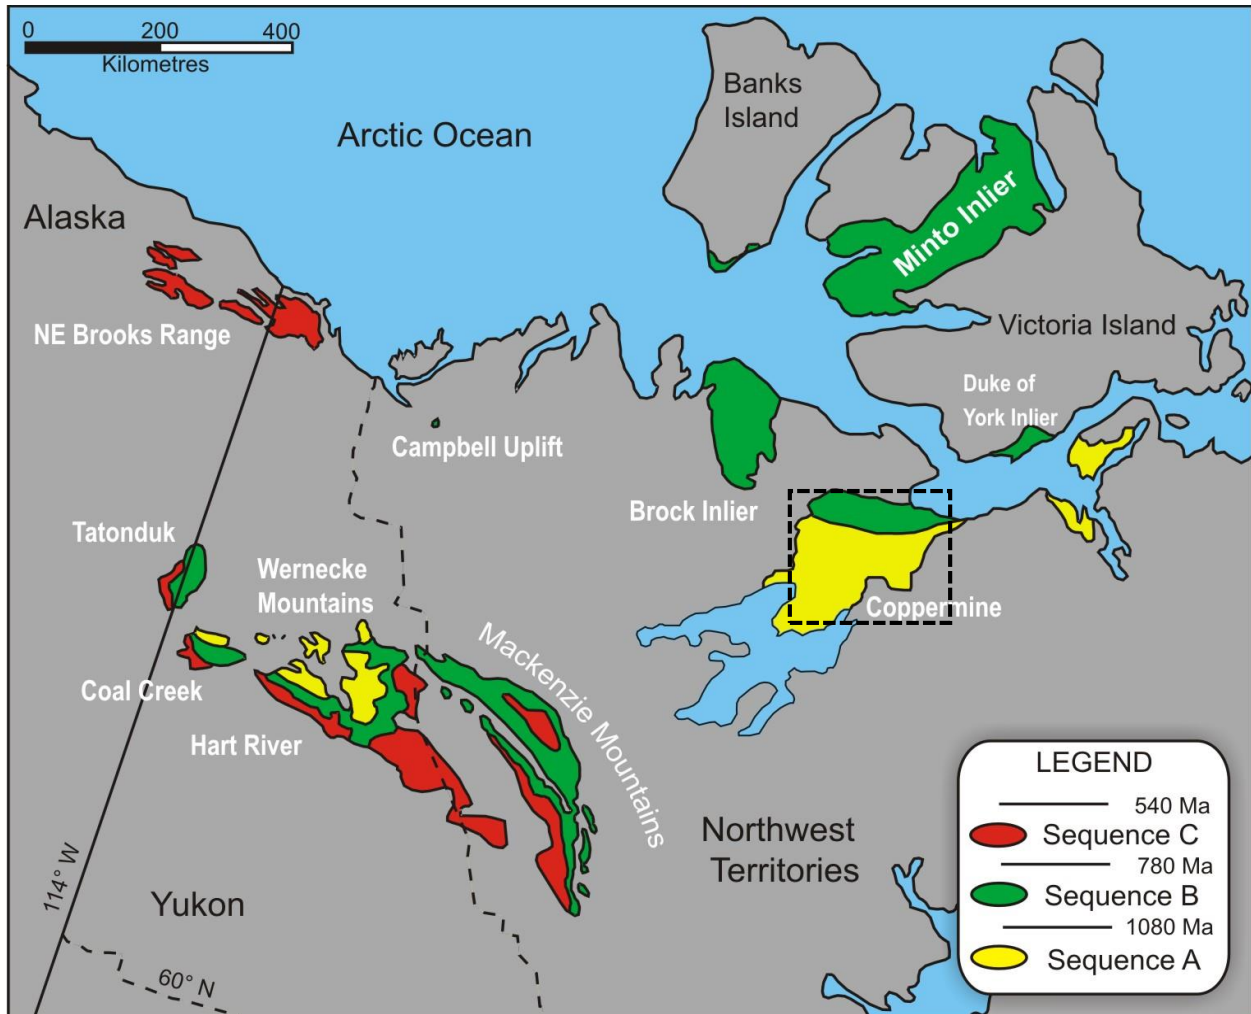 0 200 400
Kilometres
Banks
Island
Arctic Ocean
Minto Inlier
Alaska
NE Brooks Range
Victoria Island
Duke of
York Inlier
Campbell Uplift
Brock Inlier
Tatonduk
Wernecke
Mountains
Coppermine
Mackenzie Mountains
Coal Creek
Hart River
Northwest
Territories
114° W
Yukon
60° N
LEGEND
540 Ma
Sequence C
780 Ma
Sequence B
1080 Ma
Sequence A